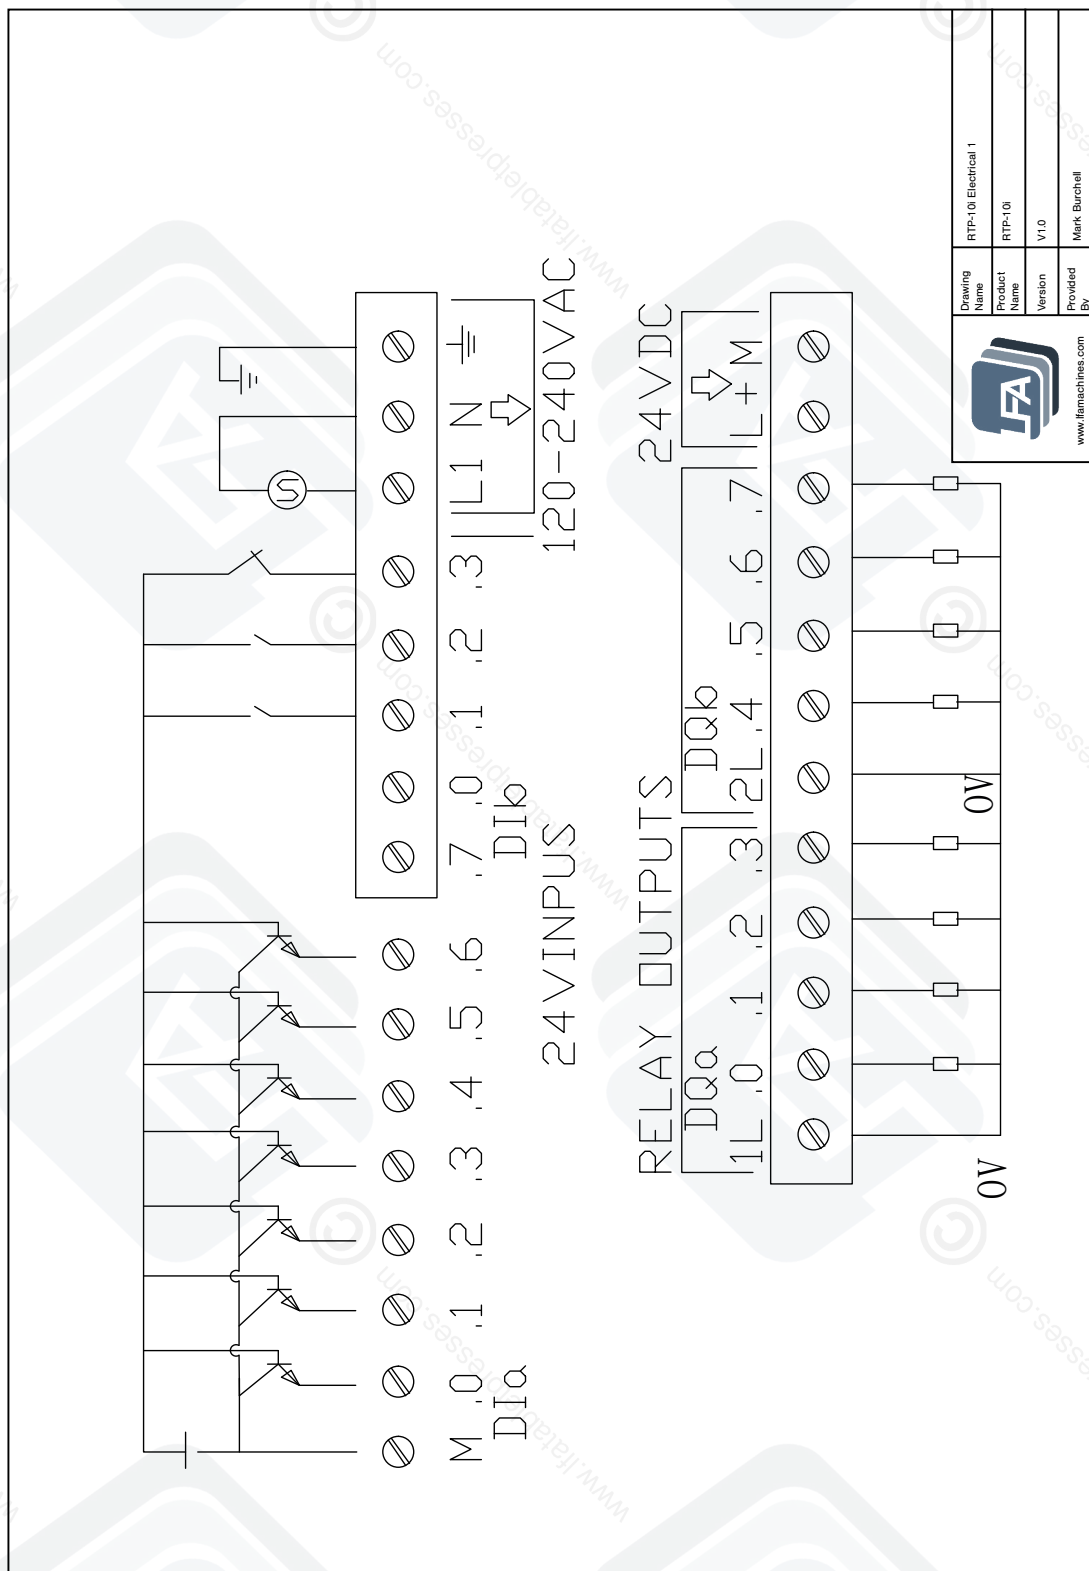 M .0 .1 .2 .3 .4 .5 .6 .7 .0 .1 .2 .3 L1 N
DIa
DIb
24VINPUS
120-240VAC
RELAY OUTPUTS
24VDC
DQa
DQb
1L .0 .1 .2 .3 2L .4 .5 .6 .7 L+ M
0V
0V
Drawing Name
RTP-10i Electrical 1
Product Name
RTP-10i
Version
V1.0
Provided By
Mark Burchell
LFA
www.lfamachines.com
© www.lfatabletpresses.com